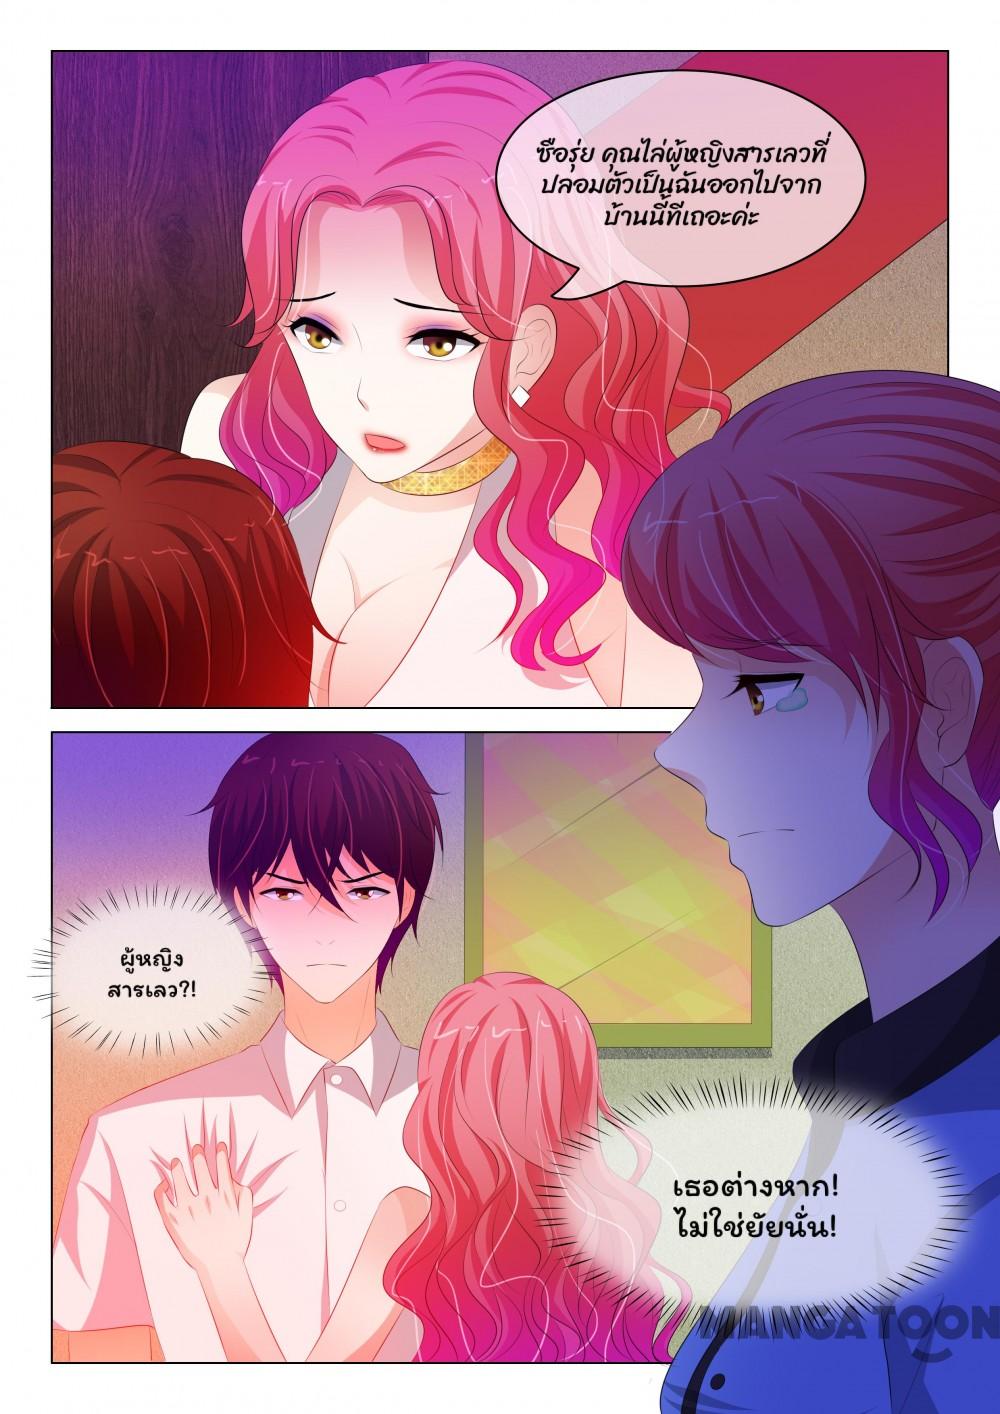 ซือรุ่ย คุณไล่ผู้หญิงสารเลวที่
ปลอมตัวเป็นฉันออกไปจาก
บ้านนี้ทีเถอะค่ะ
ผู้หญิง
สารเลว?!
เธอต่างหาก!
ไม่ใช่ยัยนั่น!
MANGATOON